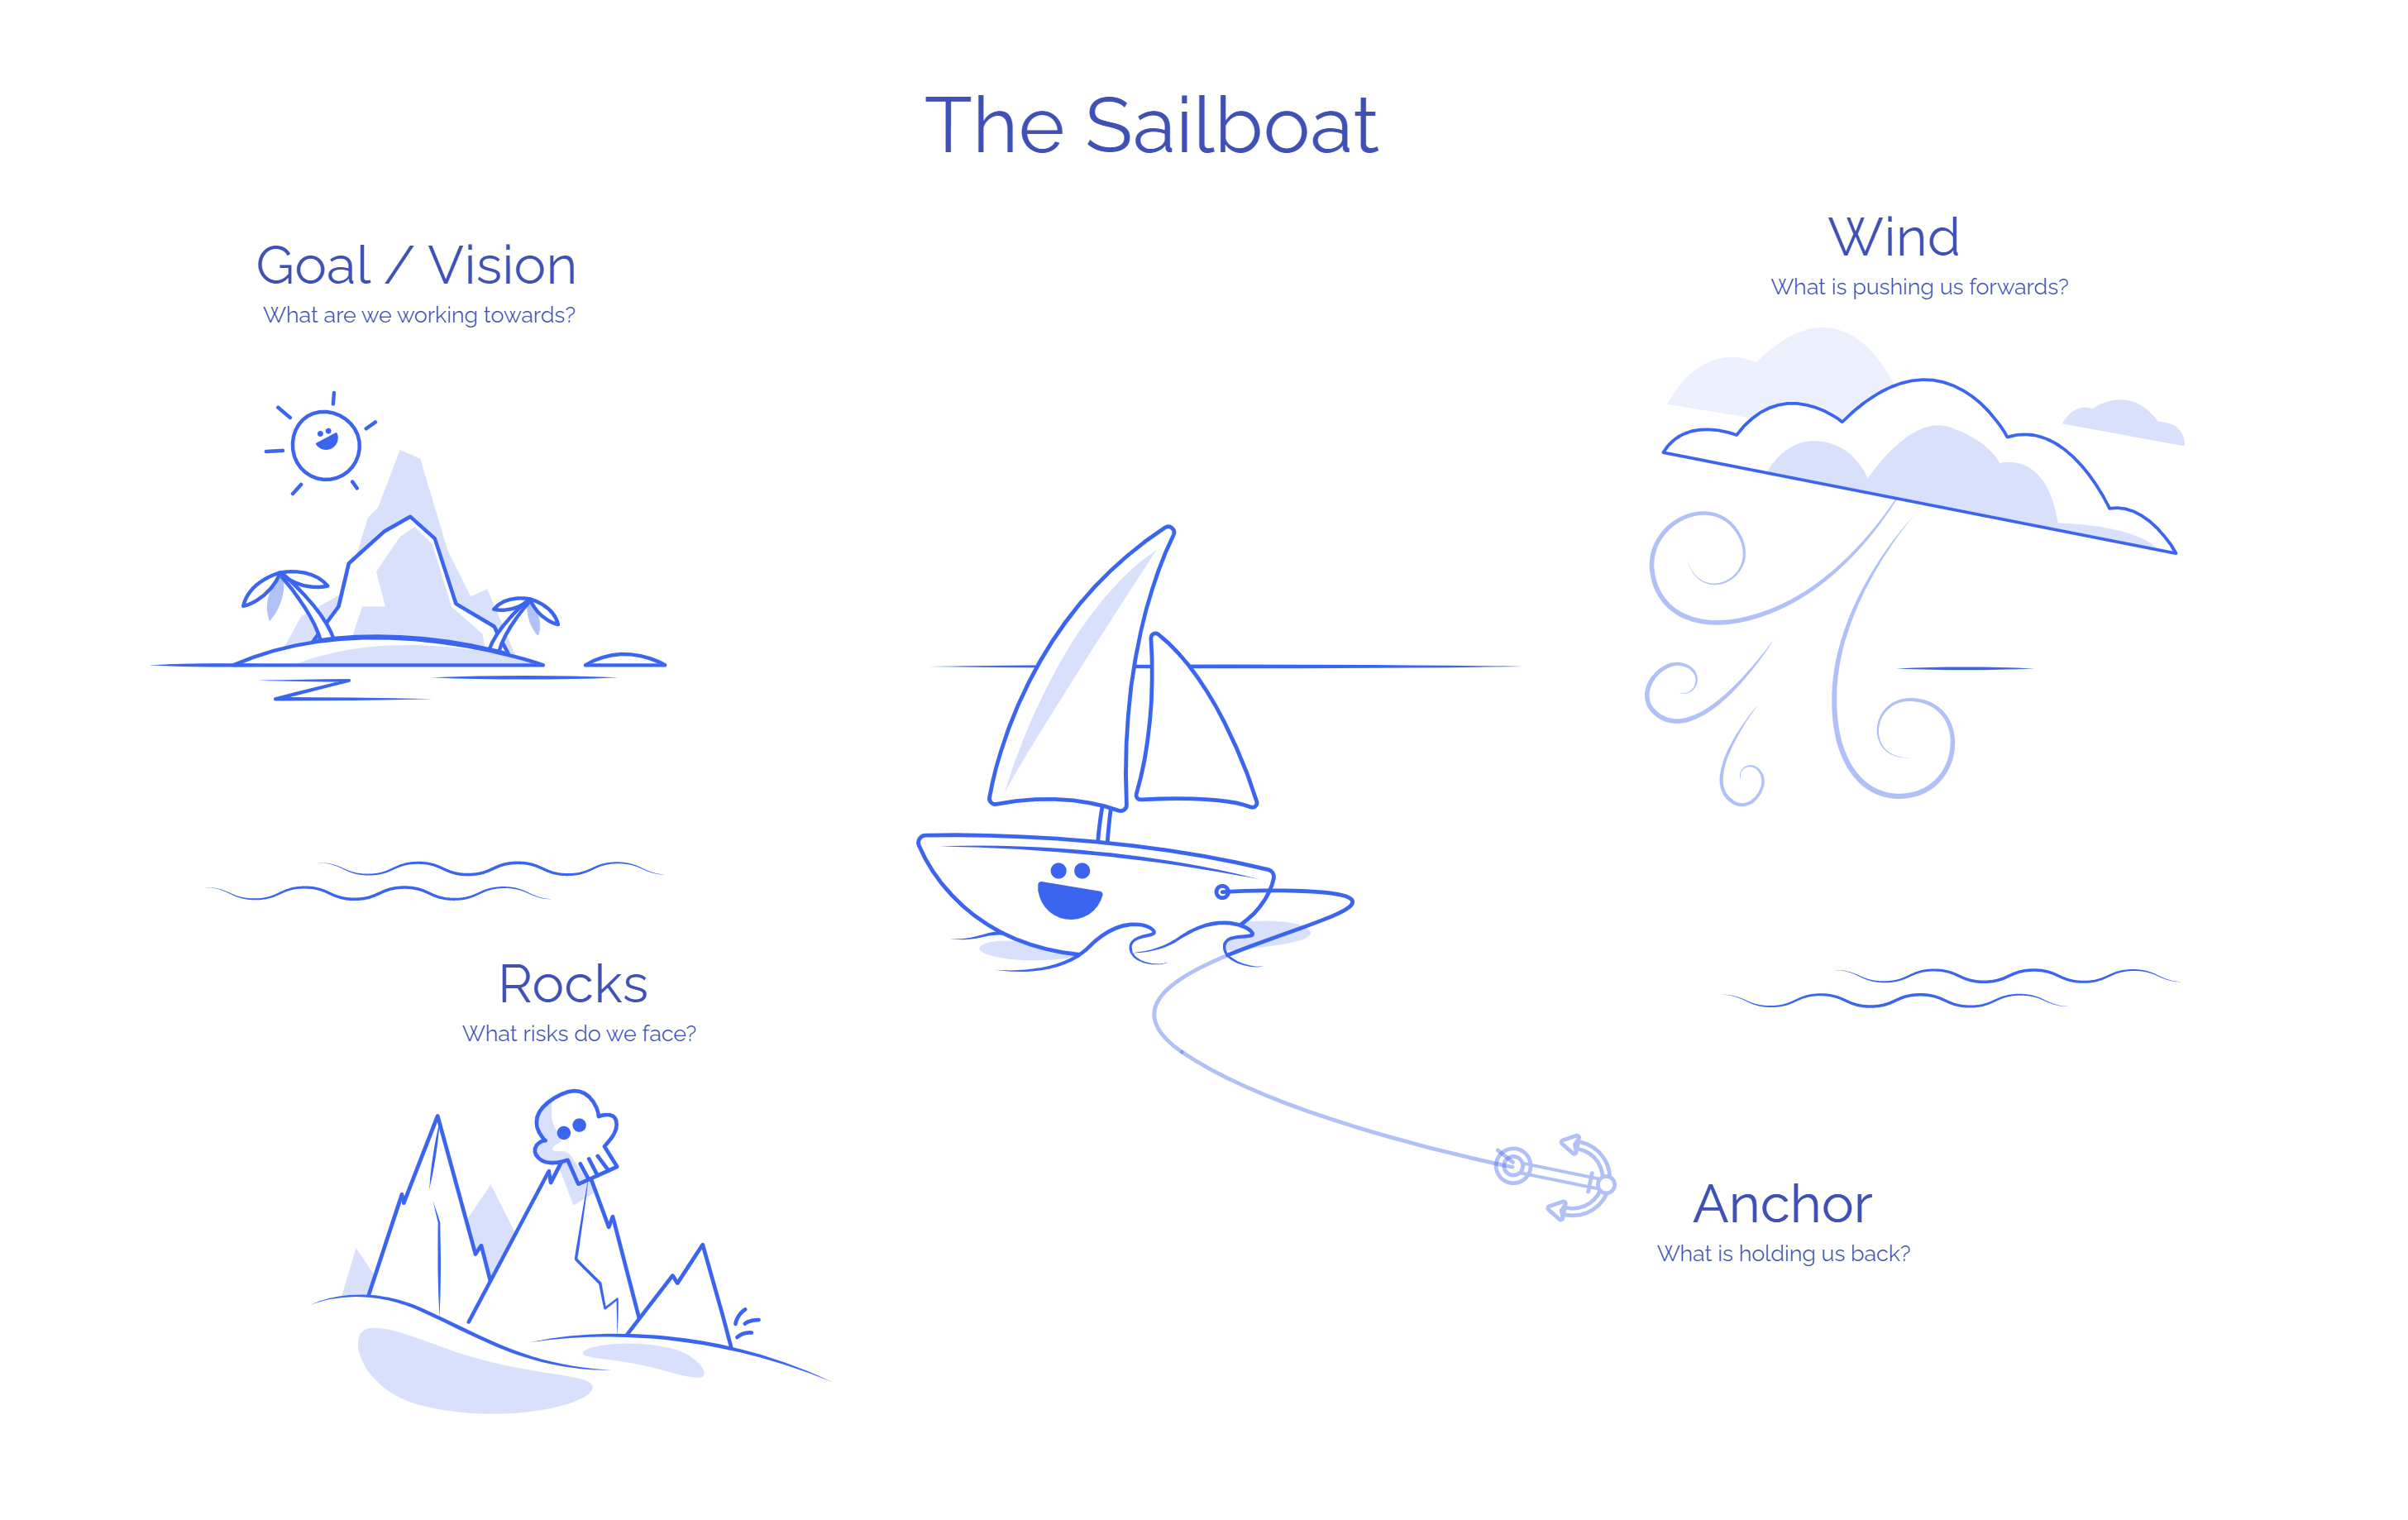 The Sailboat
Goal / Vision
What are we working towards?
Wind
What is pushing us forwards?
Rocks
What risks do we face?
Anchor
What is holding us back?